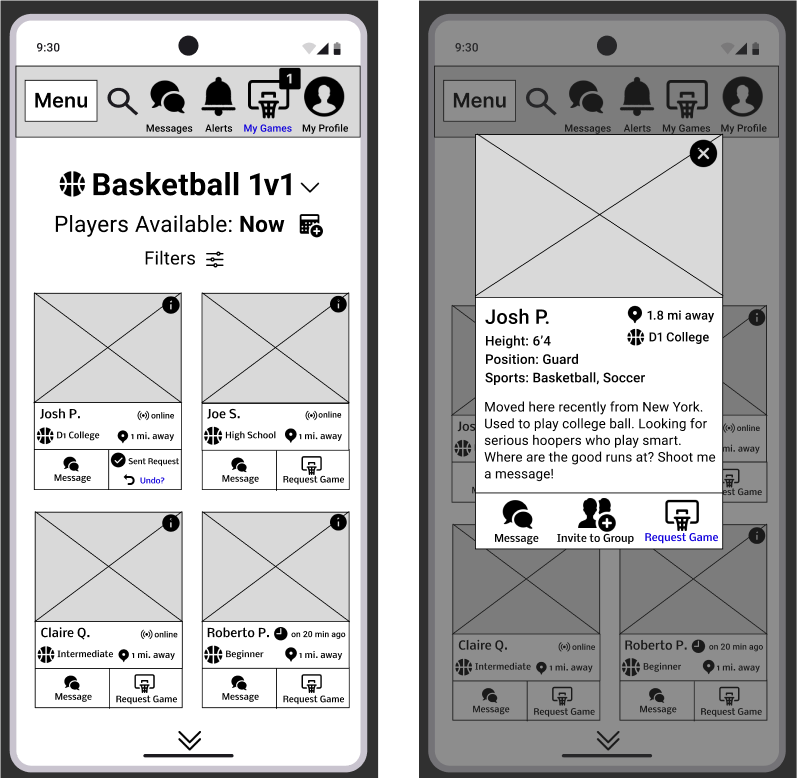 9:30
1
Menu
Messages Alerts My Games My Profile
Basketball 1v1
Players Available: Now
Filters
i
i
Josh P. online
D1 College 1 mi. away
Message Sent Request
Undo?
Joe S. online
High School 1 mi. away
Message Request Game
i
i
Claire Q. online
Intermediate 1 mi. away
Message Request Game
Roberto P. on 20 min ago
Beginner 1 mi. away
Message Request Game
9:30
Menu
Messages Alerts My Games My Profile
Josh P. 1.8 mi away
Height: 6’4 D1 College
Position: Guard
Sports: Basketball, Soccer
Moved here recently from New York.
Used to play college ball. Looking for
serious hoopers who play smart.
Where are the good runs at? Shoot me
a message!
Message Invite to Group Request Game
i
Jos
online
mi. away
M
est Game
i
Claire Q. online
Intermediate 1 mi. away
Message Request Game
Roberto P. on 20 min ago
Beginner 1 mi. away
Message Request Game